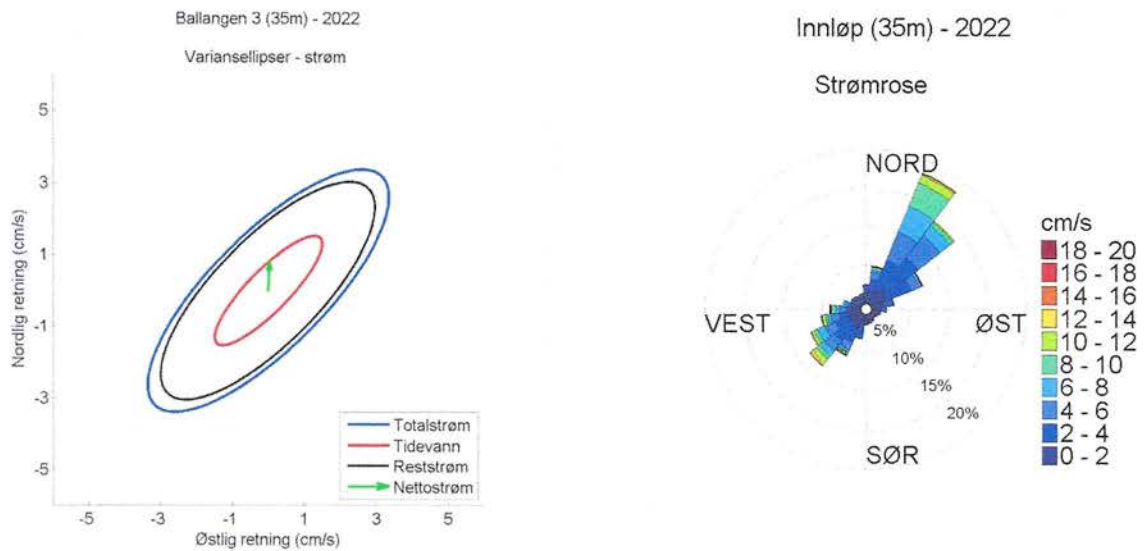 Ballangen 3 (35m) - 2022
Variansellipser - strøm
Nordlig retning (cm/s)
5
3
1
-1
-3
-5
-5
-3
-1
1
3
5
Østlig retning (cm/s)
Totalstrøm
Tidevann
Reststrøm
Nettostrøm
Innløp (35m) - 2022
Strømrose
NORD
VEST
ØST
SØR
5%
10%
15%
20%
cm/s
18 - 20
16 - 18
14 - 16
12 - 14
10 - 12
8 - 10
6 - 8
4 - 6
2 - 4
0 - 2